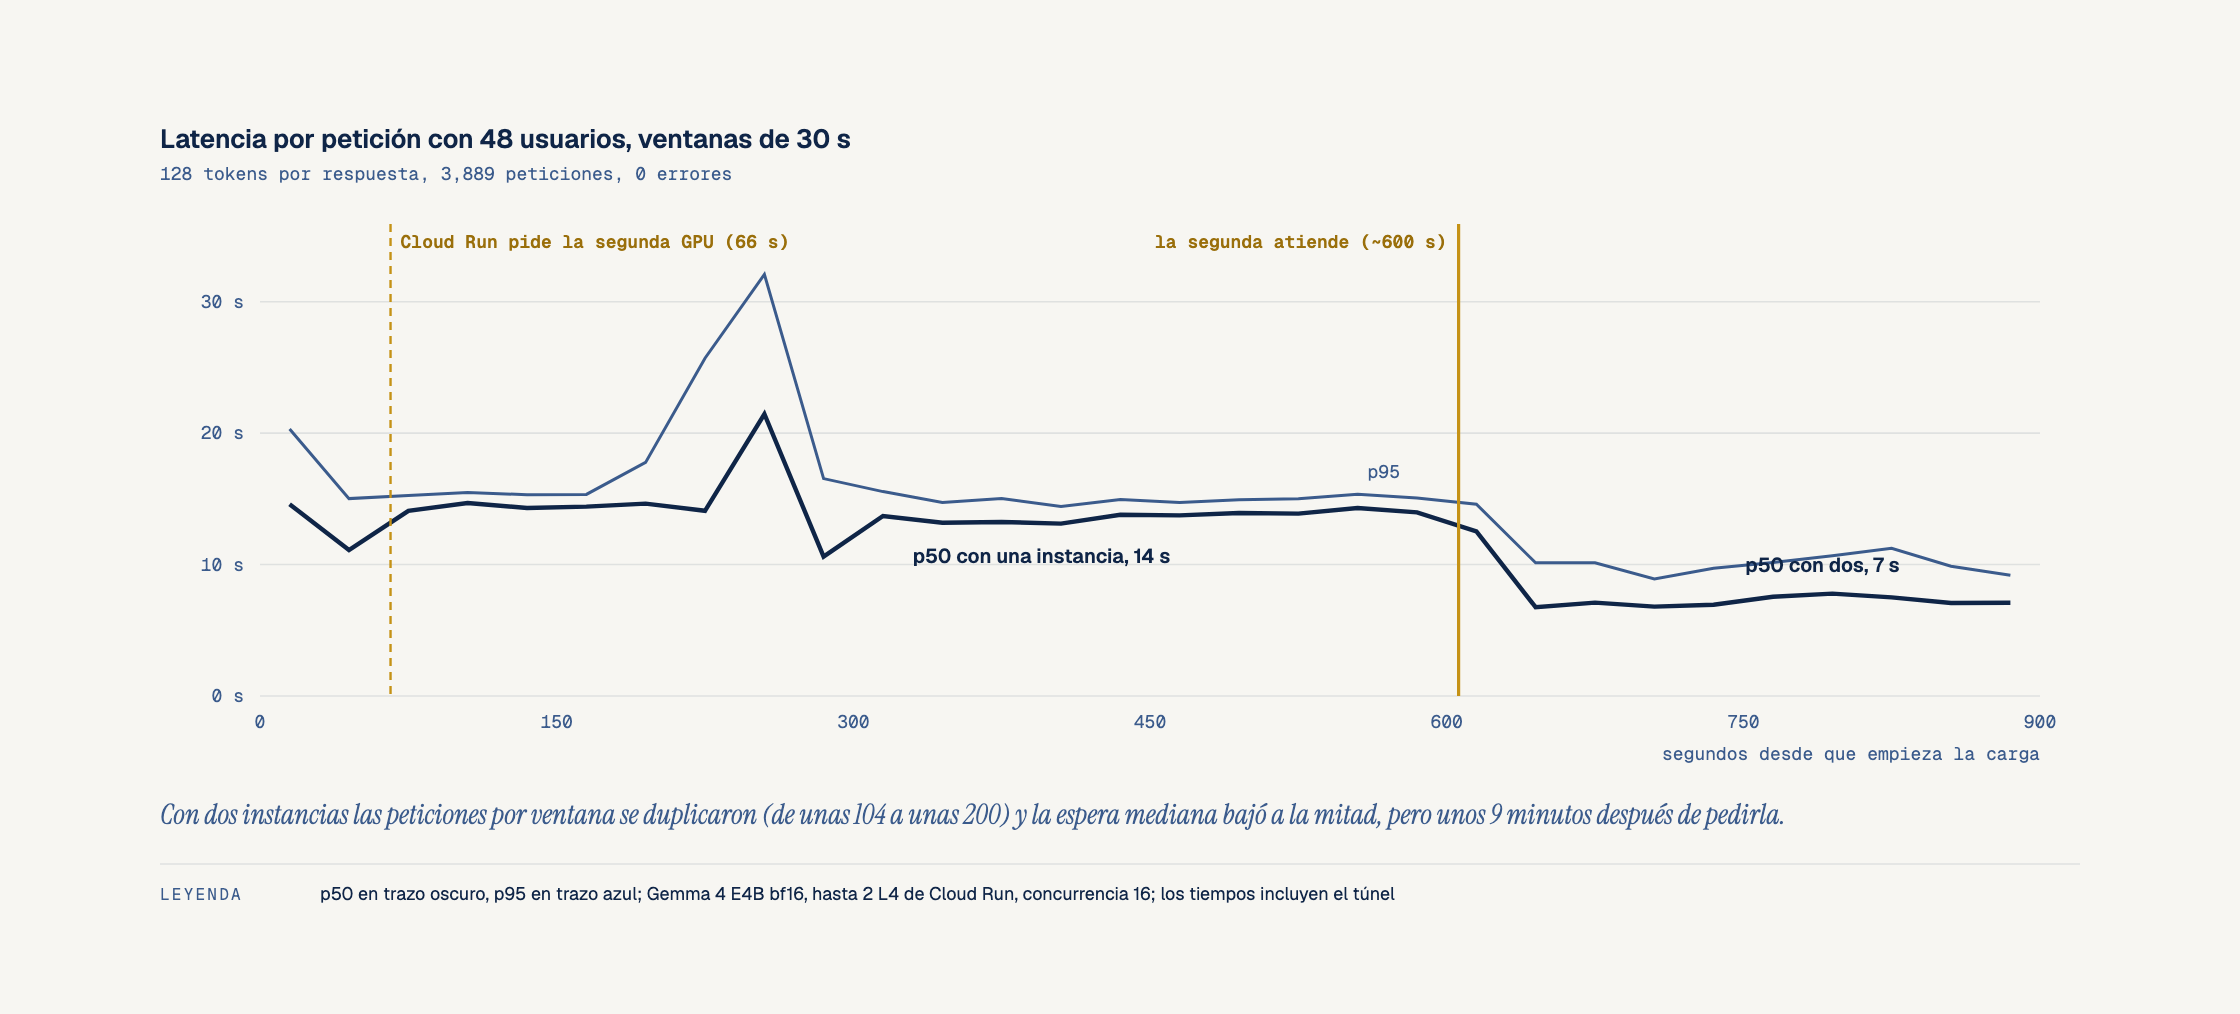 Latencia por petición con 48 usuarios, ventanas de 30 s
128 tokens por respuesta, 3,889 peticiones, 0 errores
Cloud Run pide la segunda GPU (66 s)
la segunda atiende (~600 s)
30 s
20 s
p95
p50 con una instancia, 14 s
10 s
p50 con dos, 7 s
0 s
0 150 300 450 600 750 900
segundos desde que empieza la carga
Con dos instancias las peticiones por ventana se duplicaron (de unas 104 a unas 200) y la espera mediana bajó a la mitad, pero unos 9 minutos después de pedirla.
LEYENDA p50 en trazo oscuro, p95 en trazo azul; Gemma 4 E4B bf16, hasta 2 L4 de Cloud Run, concurrencia 16; los tiempos incluyen el túnel